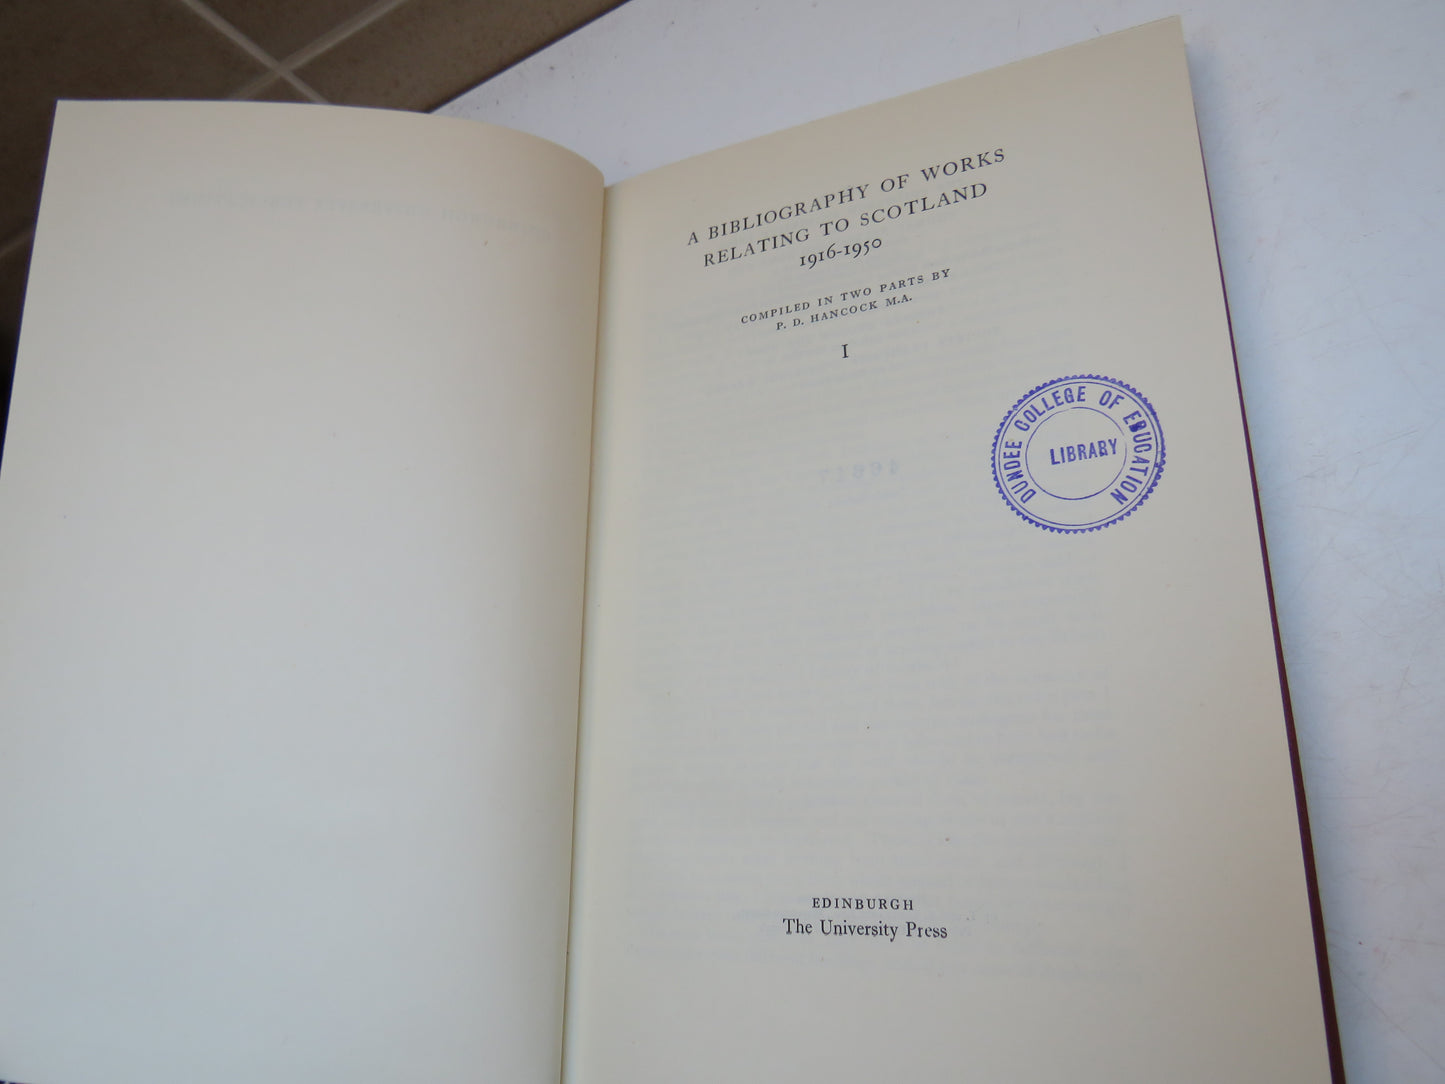 A BIBLIOGRAPHY OF WORKS
RELATING TO SCOTLAND
1916-1950
COMPILED IN TWO PARTS BY
P. D. HANCOCK M.A.
I
DUNDEE COLLEGE OF EDUCATION
LIBRARY
EDINBURGH
The University Press